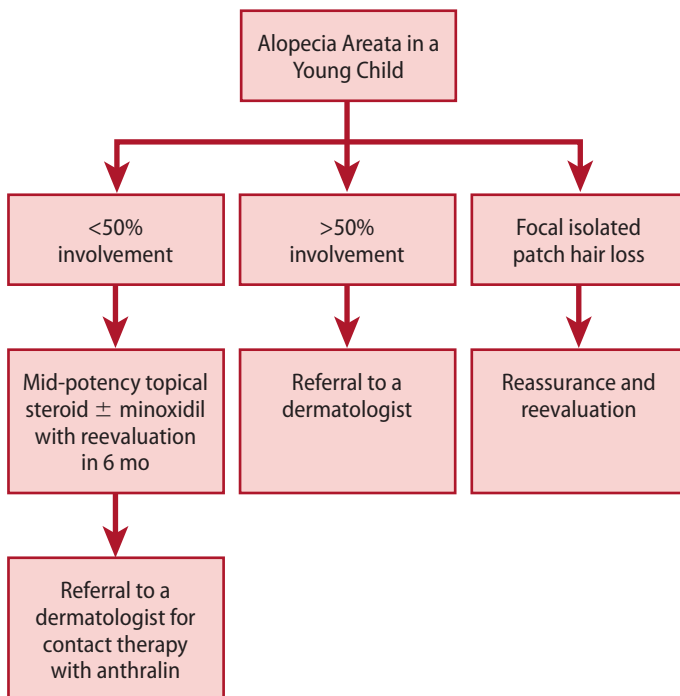 Alopecia Areata in a
Young Child
<50%
involvement
>50%
involvement
Focal isolated
patch hair loss
Mid-potency topical
steroid ± minoxidil
with reevaluation
in 6 mo
Referral to a
dermatologist
Reassurance and
reevaluation
Referral to a
dermatologist for
contact therapy
with anthralin